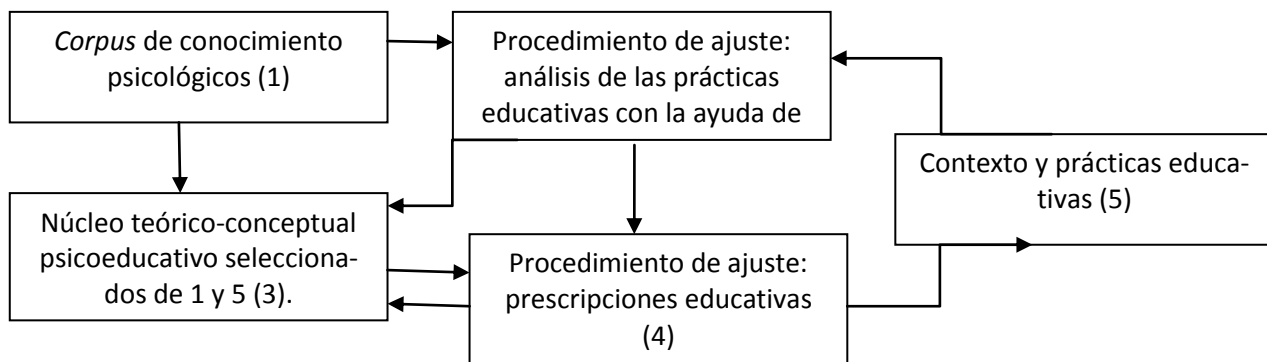 Corpus de conocimiento
psicológicos (1)
Procedimiento de ajuste:
análisis de las prácticas
educativas con la ayuda de
Contexto y prácticas educa-
tivas (5)
Núcleo teórico-conceptual
psicoeducativo selecciona-
dos de 1 y 5 (3).
Procedimiento de ajuste:
prescripciones educativas
(4)